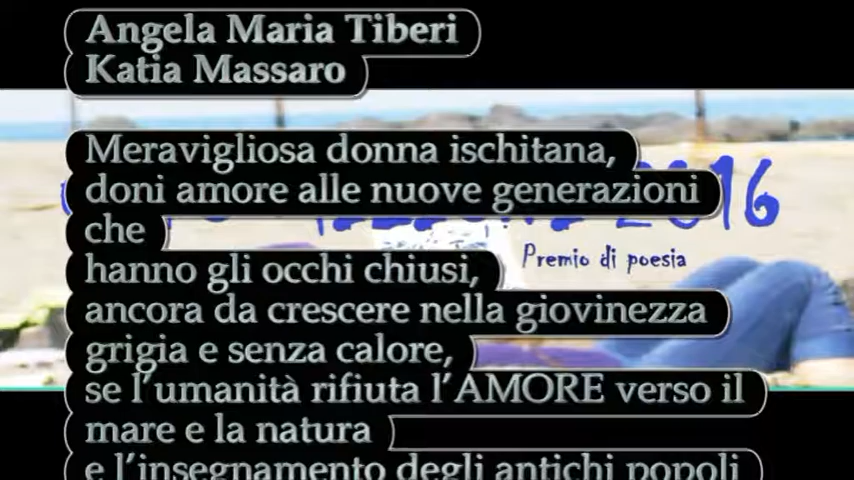 Angela Maria Tiberi
Katia Massaro
Meravigliosa donna ischitana,
doni amore alle nuove generazioni
che
hanno gli occhi chiusi,
ancora da crescere nella giovinezza
grigia e senza calore,
se l'umanità rifiuta l'AMORE verso il
mare e la natura
e l'insegnamento degli antichi popoli
2016
Premio di poesia